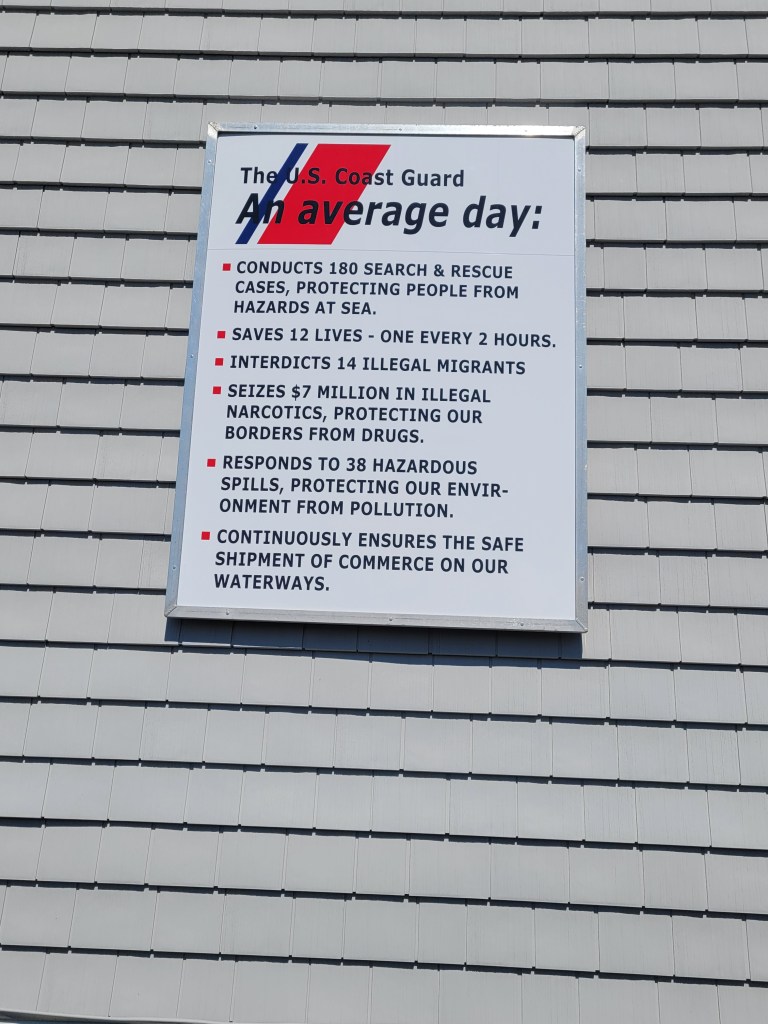 The U.S. Coast Guard
An average day:
CONDUCTS 180 SEARCH & RESCUE
CASES, PROTECTING PEOPLE FROM
HAZARDS AT SEA.
SAVES 12 LIVES - ONE EVERY 2 HOURS.
INTERDICTS 14 ILLEGAL MIGRANTS
SEIZES $7 MILLION IN ILLEGAL
NARCOTICS, PROTECTING OUR
BORDERS FROM DRUGS.
RESPONDS TO 38 HAZARDOUS
SPILLS, PROTECTING OUR ENVIR-
ONMENT FROM POLLUTION.
CONTINUOUSLY ENSURES THE SAFE
SHIPMENT OF COMMERCE ON OUR
WATERWAYS.